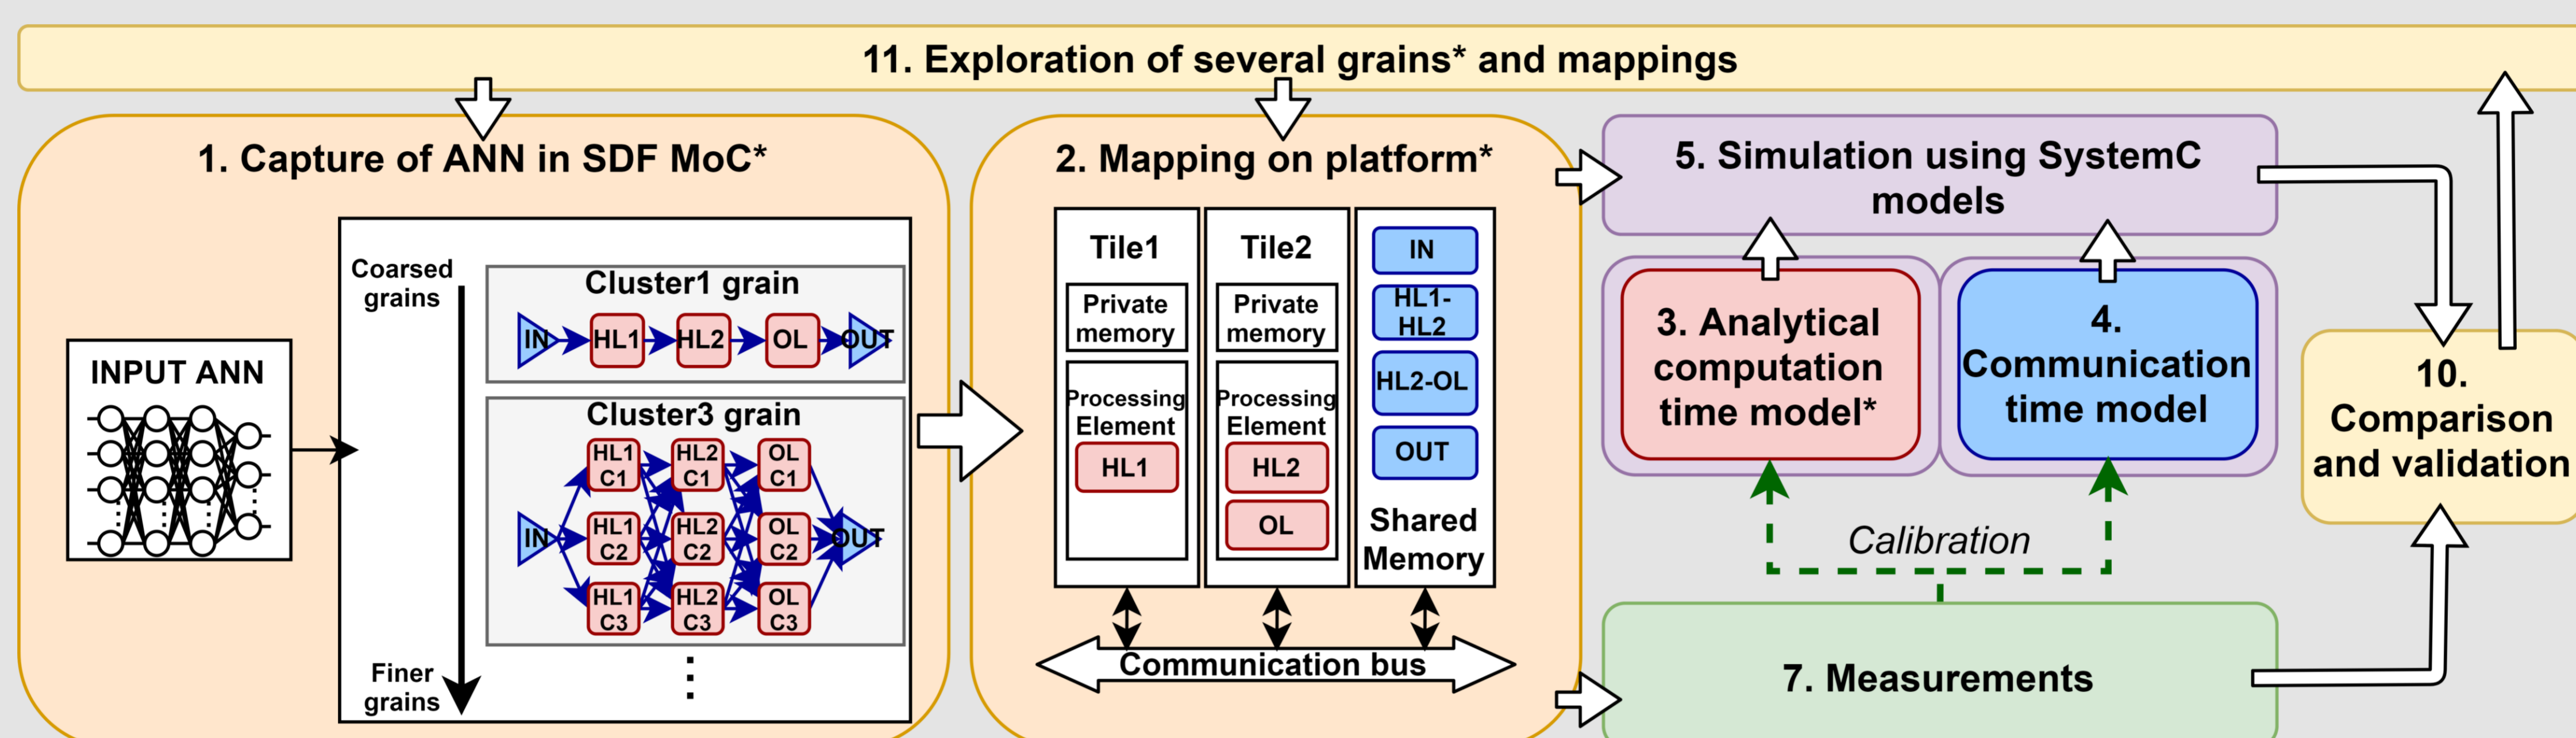 11. Exploration of several grains* and mappings
1. Capture of ANN in SDF MoC*
INPUT ANN
Coarsed
grains
Finer
grains
Cluster1 grain
IN
HL1
HL2
OL
OUT
Cluster3 grain
HL1
C1
HL2
C1
OL
C1
IN
HL1
C2
HL2
C2
OL
C2
OUT
HL1
C3
HL2
C3
OL
C3
2. Mapping on platform*
Tile1
Private
memory
Processing
Element
HL1
Tile2
Private
memory
Processing
Element
HL2
OL
IN
HL1-
HL2
HL2-OL
OUT
Shared
Memory
Communication bus
5. Simulation using SystemC
models
3. Analytical
computation
time model*
4.
Communication
time model
Calibration
7. Measurements
10.
Comparison
and validation